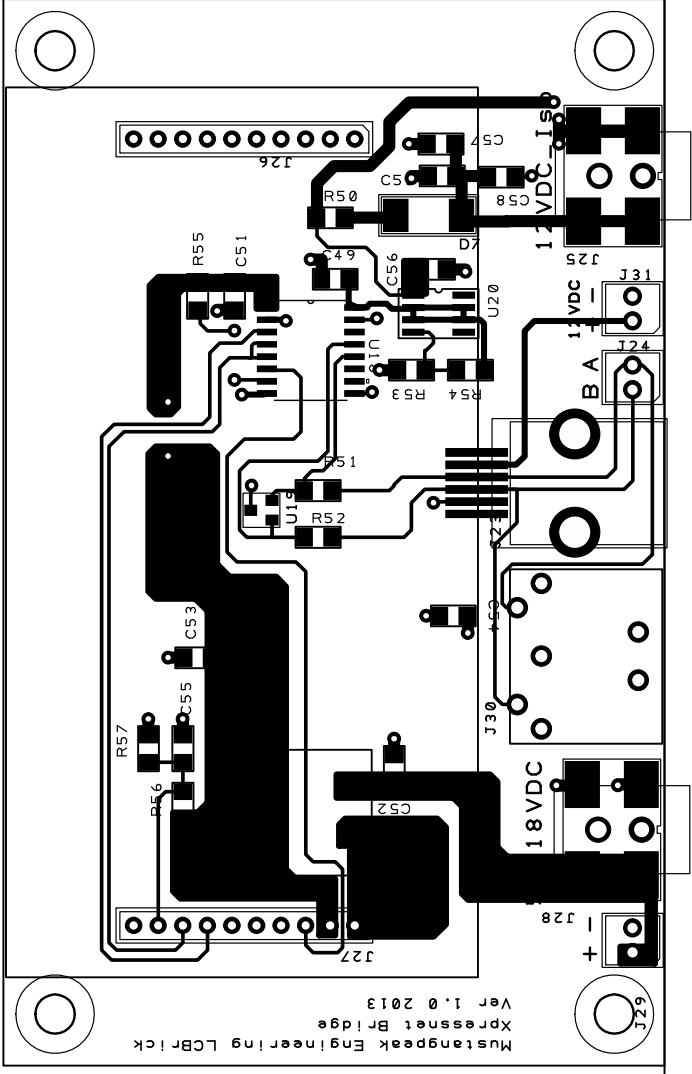 J26
C57
C5
C58
R50
12VDC_Iso
J25
D7
R55
C51
C49
C56
U20
J31
- +
12VDC
J24
B A
R53
R54
R51
U19
R52
J23
C54
C53
J30
C55
R57
R56
18VDC
C52
J28
- +
J27
J29
Ver 1.0 2013
Xpressnet Bridge
Mustangpeak Engineering LCBrick